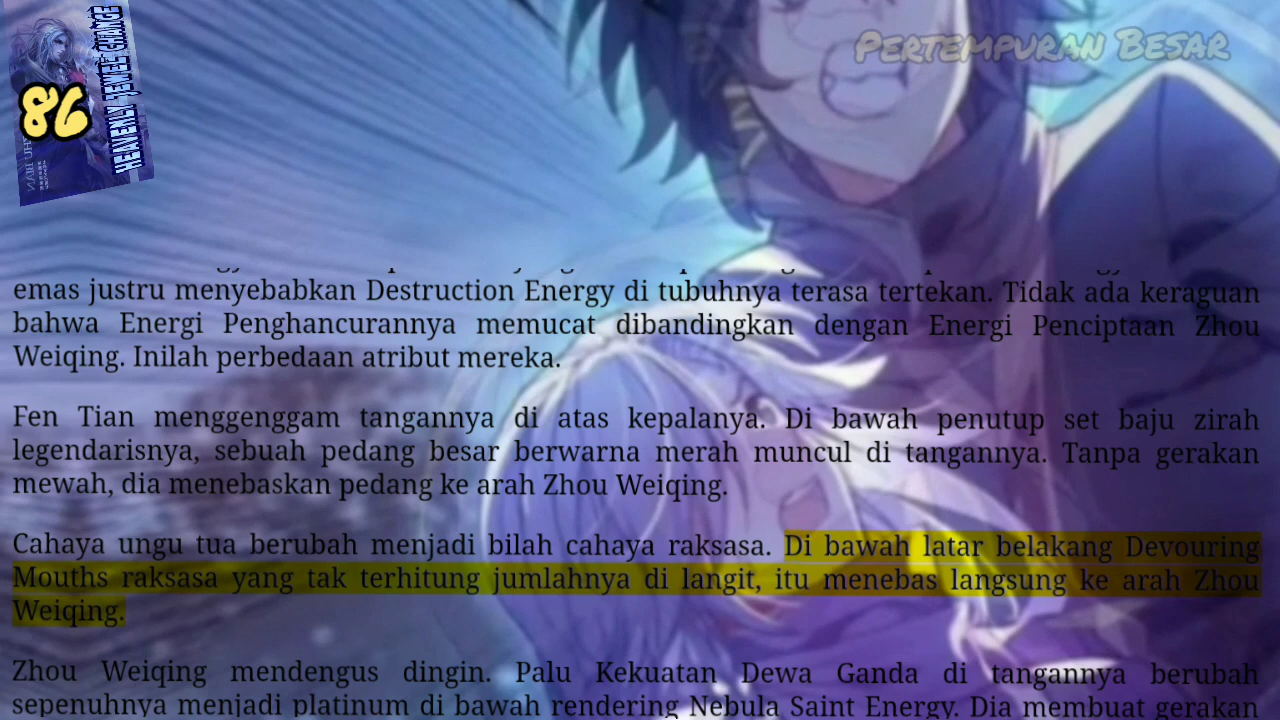 PERTEMPURAN BESAR
86
HEAVENLY JEWEL CHANGE
emas justru menyebabkan Destruction Energy di tubuhnya terasa tertekan. Tidak ada keraguan
bahwa Energi Penghancurannya memucat dibandingkan dengan Energi Penciptaan Zhou
Weiqing. Inilah perbedaan atribut mereka.
Fen Tian menggenggam tangannya di atas kepalanya. Di bawah penutup set baju zirah
legendarisnya, sebuah pedang besar berwarna merah muncul di tangannya. Tanpa gerakan
mewah, dia menebaskan pedang ke arah Zhou Weiqing.
Cahaya ungu tua berubah menjadi bilah cahaya raksasa. Di bawah latar belakang Devouring
Mouths raksasa yang tak terhitung jumlahnya di langit, itu menebas langsung ke arah Zhou
Weiqing.
Zhou Weiqing mendengus dingin. Palu Kekuatan Dewa Ganda di tangannya berubah
sepenuhnya menjadi platinum di bawah rendering Nebula Saint Energy. Dia membuat gerakan